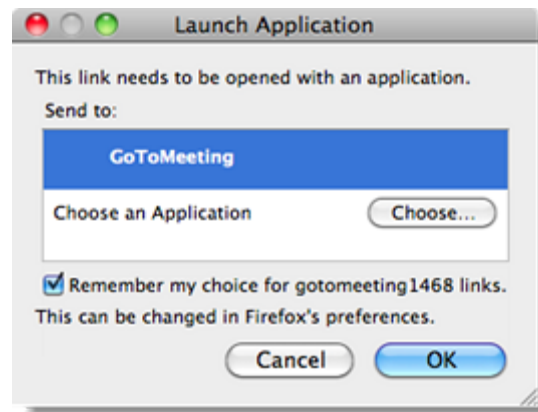 Launch Application
This link needs to be opened with an application.
Send to:
GoToMeeting
Choose an Application
Choose...
Remember my choice for gotomeeting1468 links.
This can be changed in Firefox's preferences.
Cancel
OK